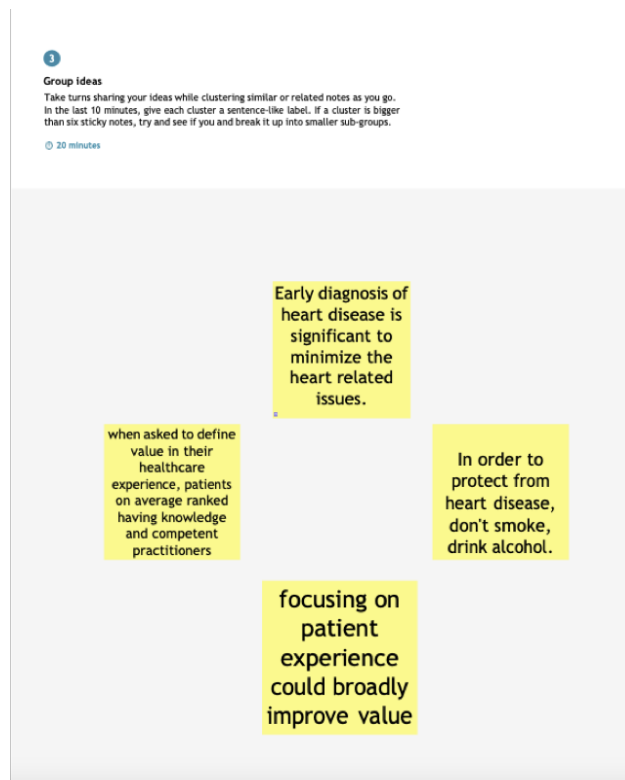 3
Group ideas
Take turns sharing your ideas while clustering similar or related notes as you go.
In the last 10 minutes, give each cluster a sentence-like label. If a cluster is bigger
than six sticky notes, try and see if you and break it up into smaller sub-groups.
20 minutes
Early diagnosis of
heart disease is
significant to
minimize the
heart related
issues.
when asked to define
value in their
healthcare
experience, patients
on average ranked
having knowledge
and competent
practitioners
In order to
protect from
heart disease,
don't smoke,
drink alcohol.
focusing on
patient
experience
could broadly
improve value